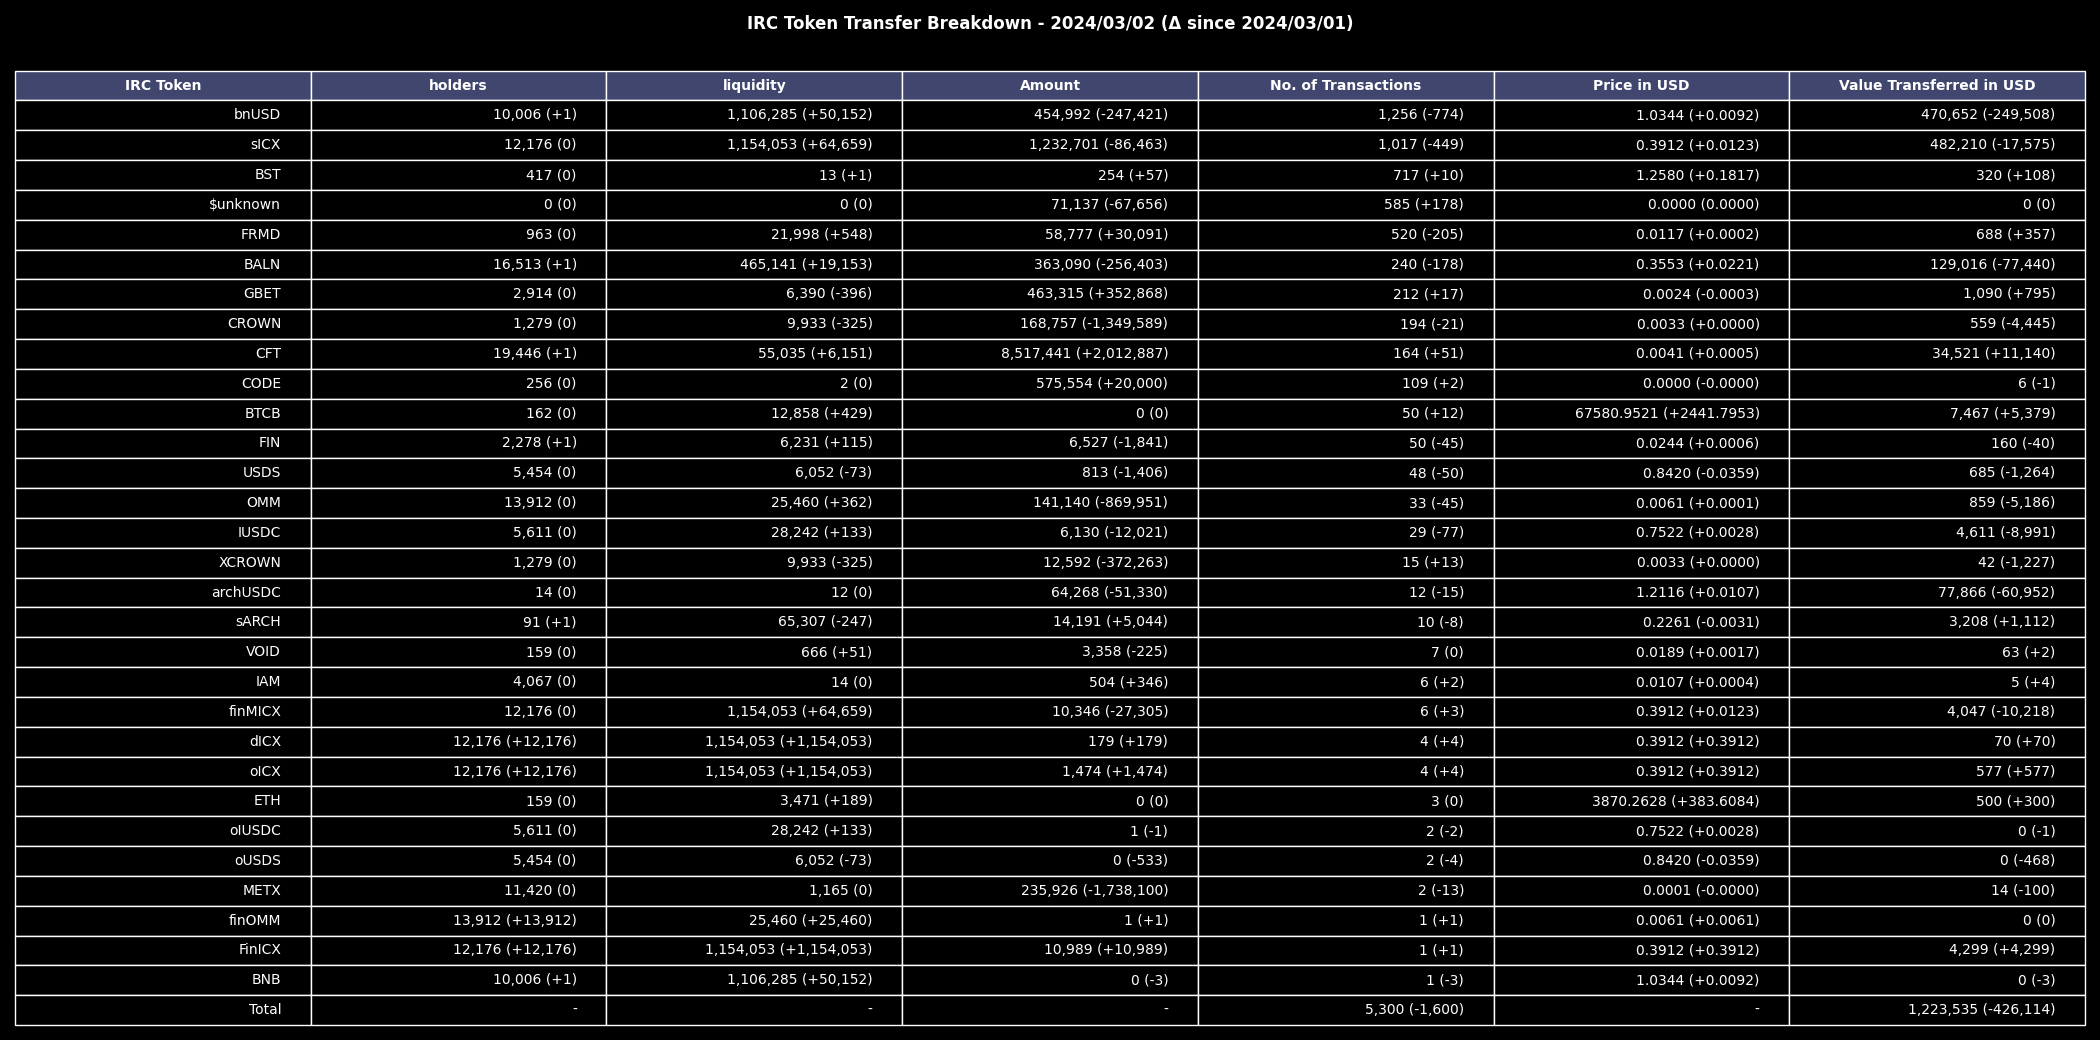 IRC Token Transfer Breakdown - 2024/03/02 (Δ since 2024/03/01)
IRC Token holders liquidity Amount No. of Transactions Price in USD Value Transferred in USD
bnUSD 10,006 (+1) 1,106,285 (+50,152) 454,992 (-247,421) 1,256 (-774) 1.0344 (+0.0092) 470,652 (-249,508)
sICX 12,176 (0) 1,154,053 (+64,659) 1,232,701 (-86,463) 1,017 (-449) 0.3912 (+0.0123) 482,210 (-17,575)
BST 417 (0) 13 (+1) 254 (+57) 717 (+10) 1.2580 (+0.1817) 320 (+108)
$unknown 0 (0) 0 (0) 71,137 (-67,656) 585 (+178) 0.0000 (0.0000) 0 (0)
FRMD 963 (0) 21,998 (+548) 58,777 (+30,091) 520 (-205) 0.0117 (+0.0002) 688 (+357)
BALN 16,513 (+1) 465,141 (+19,153) 363,090 (-256,403) 240 (-178) 0.3553 (+0.0221) 129,016 (-77,440)
GBET 2,914 (0) 6,390 (-396) 463,315 (+352,868) 212 (+17) 0.0024 (-0.0003) 1,090 (+795)
CROWN 1,279 (0) 9,933 (-325) 168,757 (-1,349,589) 194 (-21) 0.0033 (+0.0000) 559 (-4,445)
CFT 19,446 (+1) 55,035 (+6,151) 8,517,441 (+2,012,887) 164 (+51) 0.0041 (+0.0005) 34,521 (+11,140)
CODE 256 (0) 2 (0) 575,554 (+20,000) 109 (+2) 0.0000 (-0.0000) 6 (-1)
BTCB 162 (0) 12,858 (+429) 0 (0) 50 (+12) 67580.9521 (+2441.7953) 7,467 (+5,379)
FIN 2,278 (+1) 6,231 (+115) 6,527 (-1,841) 50 (-45) 0.0244 (+0.0006) 160 (-40)
USDS 5,454 (0) 6,052 (-73) 813 (-1,406) 48 (-50) 0.8420 (-0.0359) 685 (-1,264)
OMM 13,912 (0) 25,460 (+362) 141,140 (-869,951) 33 (-45) 0.0061 (+0.0001) 859 (-5,186)
IUSDC 5,611 (0) 28,242 (+133) 6,130 (-12,021) 29 (-77) 0.7522 (+0.0028) 4,611 (-8,991)
XCROWN 1,279 (0) 9,933 (-325) 12,592 (-372,263) 15 (+13) 0.0033 (+0.0000) 42 (-1,227)
archUSDC 14 (0) 12 (0) 64,268 (-51,330) 12 (-15) 1.2116 (+0.0107) 77,866 (-60,952)
sARCH 91 (+1) 65,307 (-247) 14,191 (+5,044) 10 (-8) 0.2261 (-0.0031) 3,208 (+1,112)
VOID 159 (0) 666 (+51) 3,358 (-225) 7 (0) 0.0189 (+0.0017) 63 (+2)
IAM 4,067 (0) 14 (0) 504 (+346) 6 (+2) 0.0107 (+0.0004) 5 (+4)
finMICX 12,176 (0) 1,154,053 (+64,659) 10,346 (-27,305) 6 (+3) 0.3912 (+0.0123) 4,047 (-10,218)
dICX 12,176 (+12,176) 1,154,053 (+1,154,053) 179 (+179) 4 (+4) 0.3912 (+0.3912) 70 (+70)
oICX 12,176 (+12,176) 1,154,053 (+1,154,053) 1,474 (+1,474) 4 (+4) 0.3912 (+0.3912) 577 (+577)
ETH 159 (0) 3,471 (+189) 0 (0) 3 (0) 3870.2628 (+383.6084) 500 (+300)
oIUSDC 5,611 (0) 28,242 (+133) 1 (-1) 2 (-2) 0.7522 (+0.0028) 0 (-1)
oUSDS 5,454 (0) 6,052 (-73) 0 (-533) 2 (-4) 0.8420 (-0.0359) 0 (-468)
METX 11,420 (0) 1,165 (0) 235,926 (-1,738,100) 2 (-13) 0.0001 (-0.0000) 14 (-100)
finOMM 13,912 (+13,912) 25,460 (+25,460) 1 (+1) 1 (+1) 0.0061 (+0.0061) 0 (0)
FinICX 12,176 (+12,176) 1,154,053 (+1,154,053) 10,989 (+10,989) 1 (+1) 0.3912 (+0.3912) 4,299 (+4,299)
BNB 10,006 (+1) 1,106,285 (+50,152) 0 (-3) 1 (-3) 1.0344 (+0.0092) 0 (-3)
Total - - - 5,300 (-1,600) - 1,223,535 (-426,114)